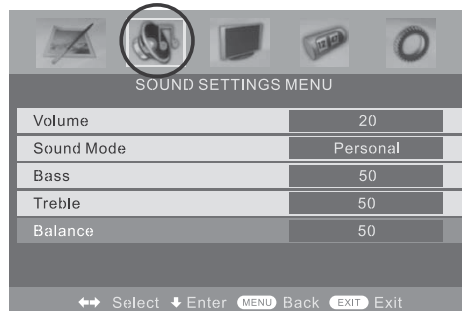 SOUND SETTINGS MENU
Volume 20
Sound Mode Personal
Bass 50
Treble 50
Balance 50
Select Enter MENU Back EXIT Exit